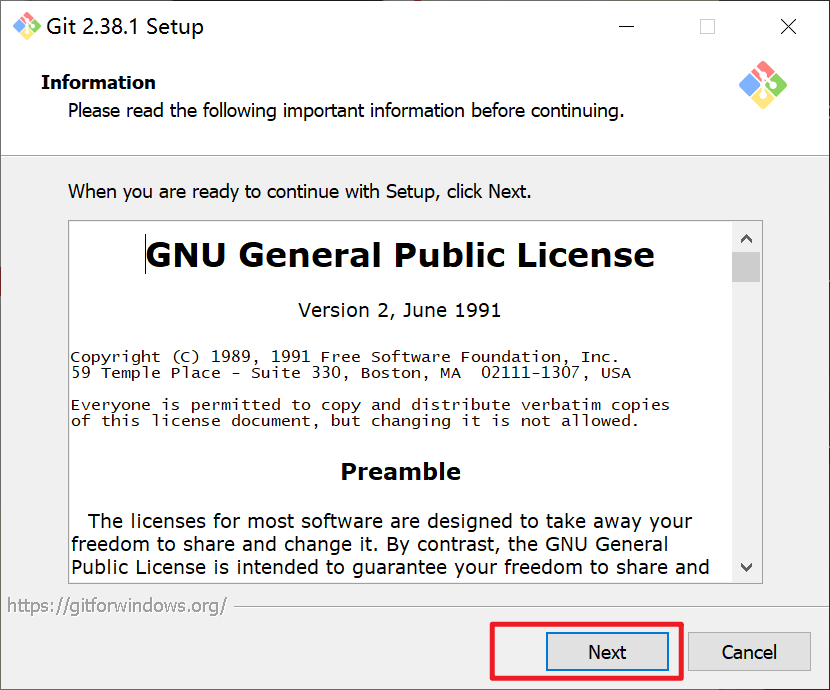 Git 2.38.1 Setup
Information
Please read the following important information before continuing.
When you are ready to continue with Setup, click Next.
GNU General Public License
Version 2, June 1991
Copyright (C) 1989, 1991 Free Software Foundation, Inc.
59 Temple Place - Suite 330, Boston, MA  02111-1307, USA
Everyone is permitted to copy and distribute verbatim copies
of this license document, but changing it is not allowed.
Preamble
The licenses for most software are designed to take away your
freedom to share and change it. By contrast, the GNU General
Public License is intended to guarantee your freedom to share and
https://gitforwindows.org/
Next
Cancel